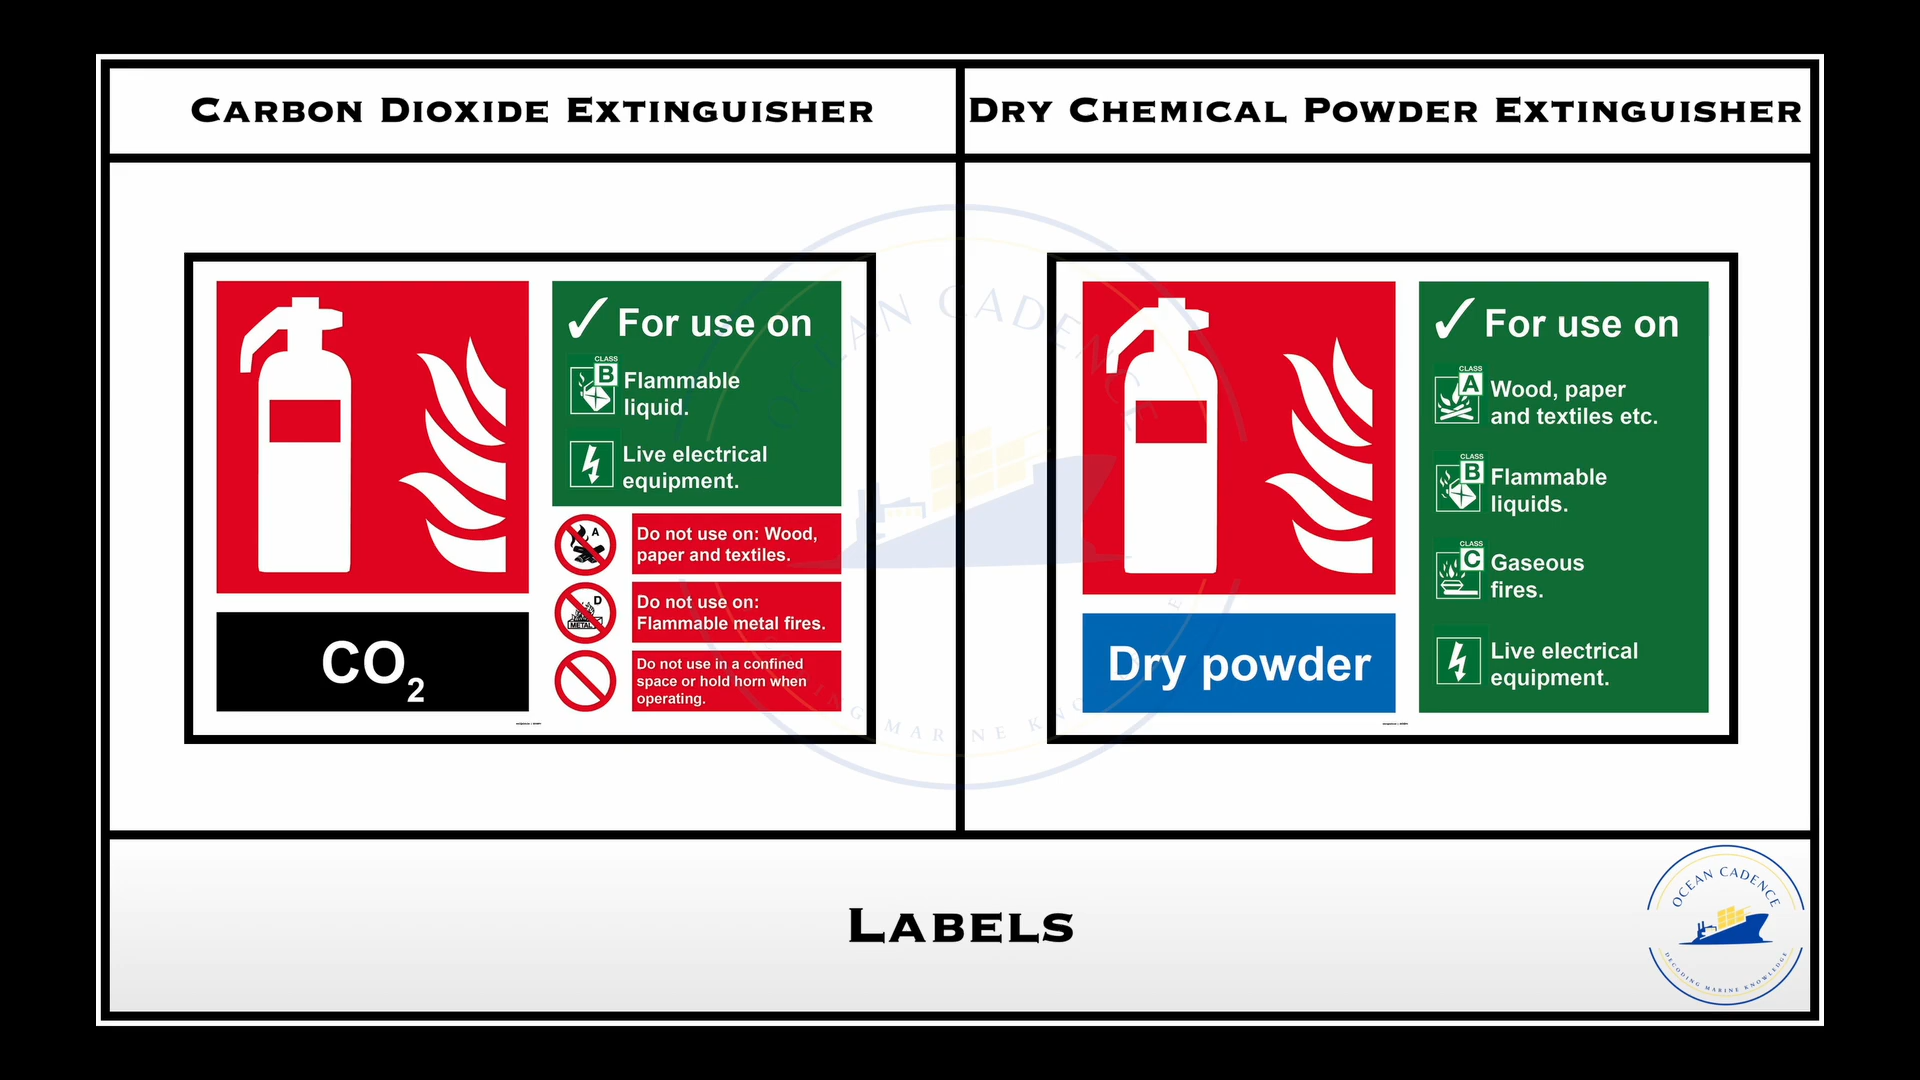 CARBON DIOXIDE EXTINGUISHER
DRY CHEMICAL POWDER EXTINGUISHER
✓ For use on
CLASS
B
Flammable
liquid.
Live electrical
equipment.
A
Do not use on: Wood,
paper and textiles.
D
METAL
Do not use on:
Flammable metal fires.
Do not use in a confined
space or hold horn when
operating.
CO2
✓ For use on
CLASS
A
Wood, paper
and textiles etc.
CLASS
B
Flammable
liquids.
CLASS
C
Gaseous
fires.
Live electrical
equipment.
Dry powder
LABELS
OCEAN CADENCE
DECODING MARINE KNOWLEDGE